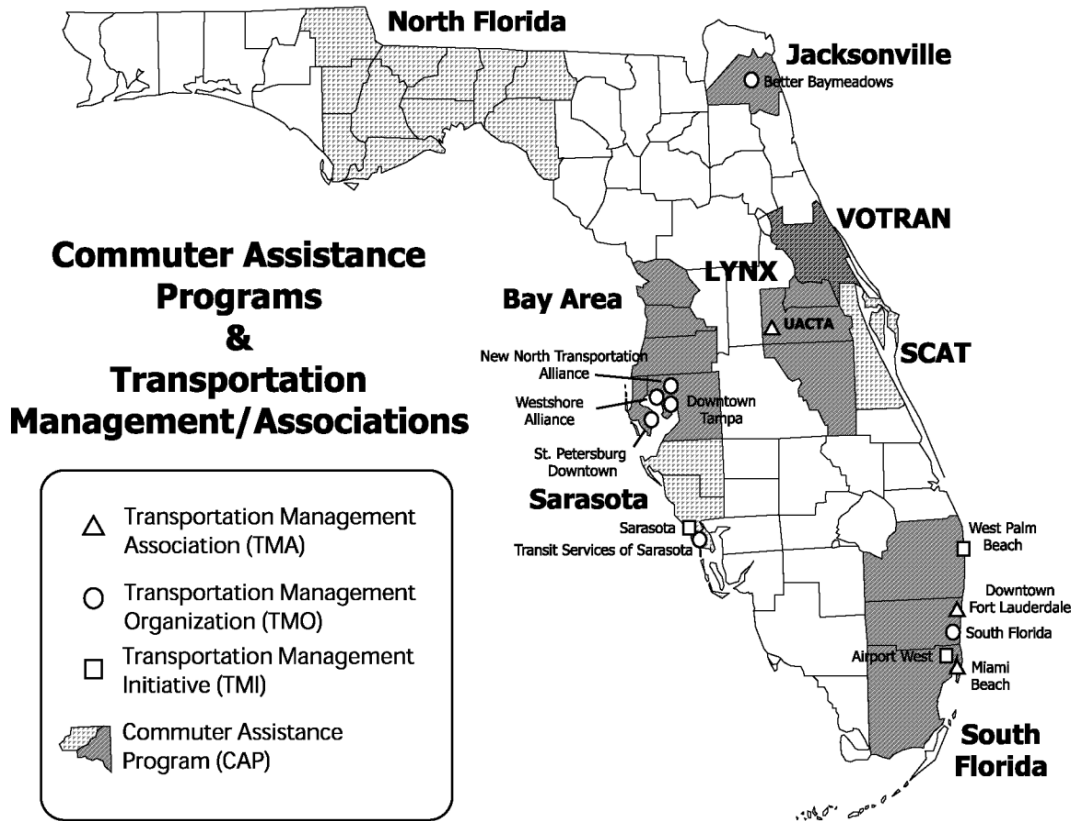 North Florida
Jacksonville
Better Baymeadows
VOTRAN
Commuter Assistance
Programs
&
Transportation
Management/Associations
LYNX
Bay Area
UACTA
SCAT
New North Transportation
Alliance
Westshore
Alliance
Downtown
Tampa
St. Petersburg
Downtown
Sarasota
Sarasota
Transit Services of Sarasota
West Palm
Beach
Downtown
Fort Lauderdale
South Florida
Airport West
Miami
Beach
South
Florida
Transportation Management
Association (TMA)
Transportation Management
Organization (TMO)
Transportation Management
Initiative (TMI)
Commuter Assistance
Program (CAP)